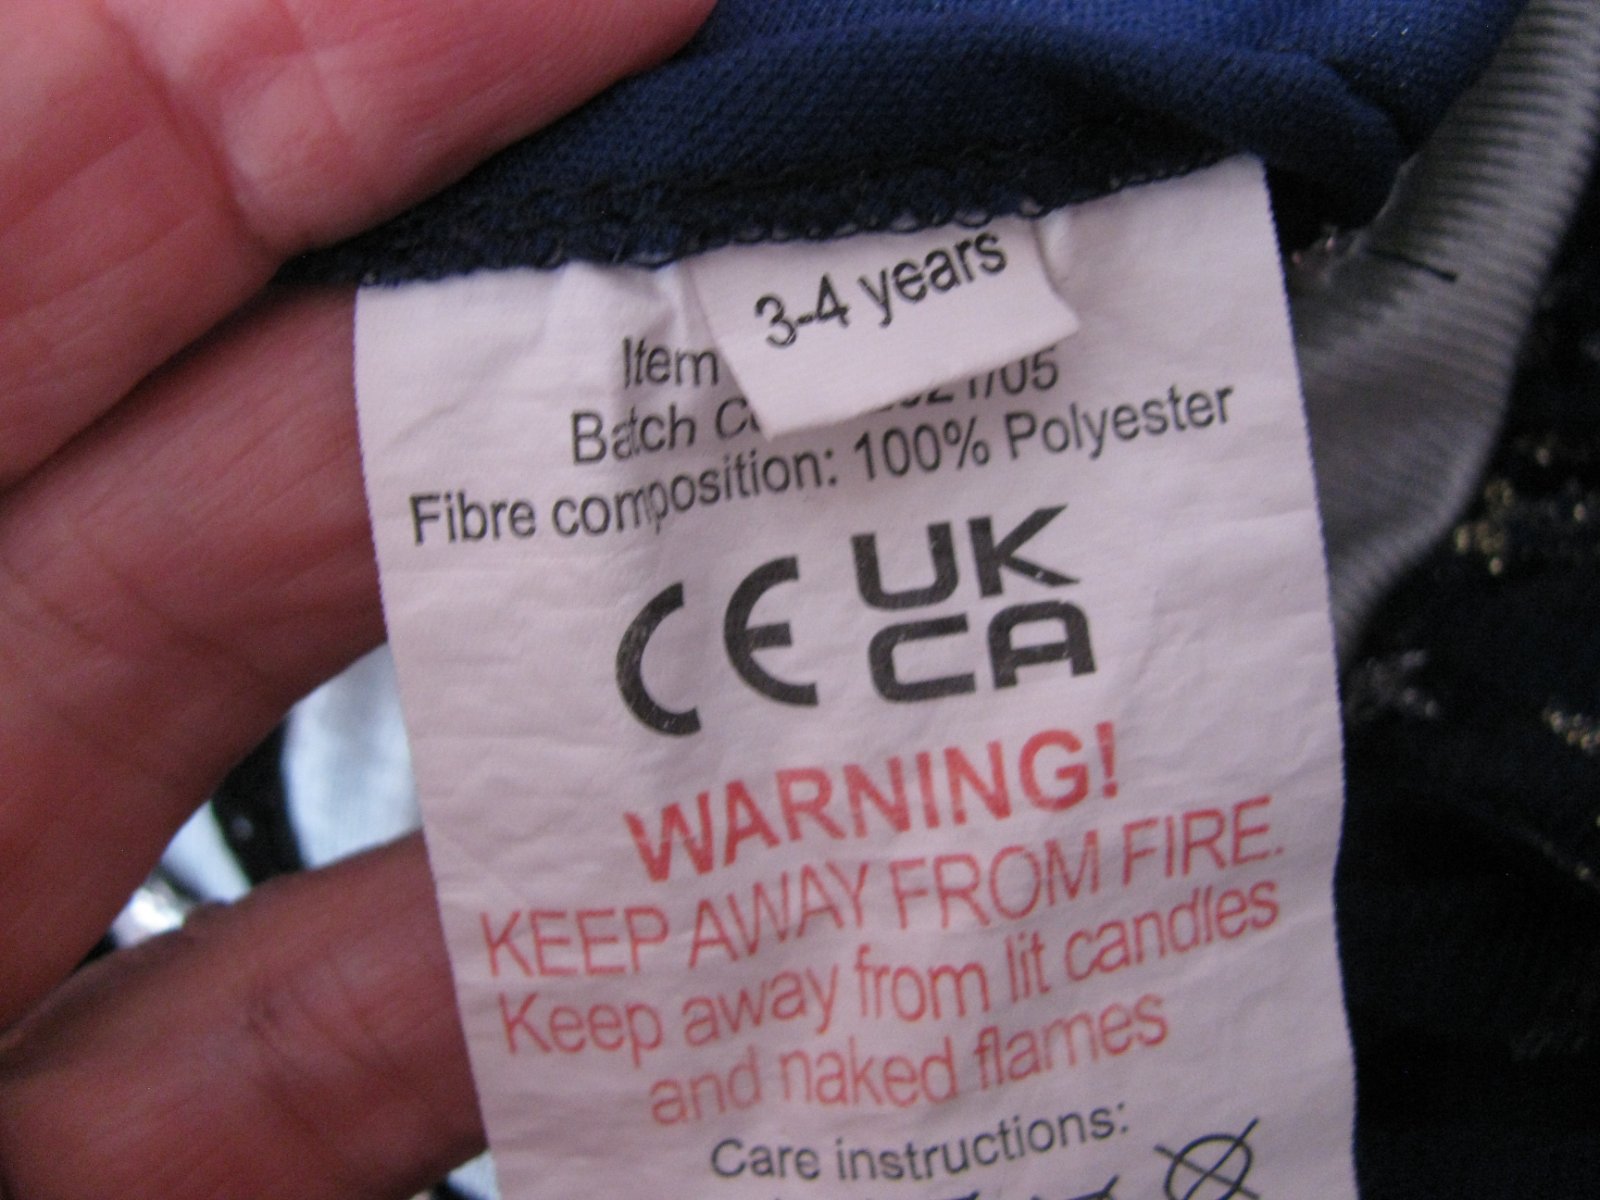 3-4 years
Item
Batch
Fibre composition: 100% Polyester
CE UK
CA
WARNING!
KEEP AWAY FROM FIRE.
Keep away from lit candles
and naked flames
Care instructions: